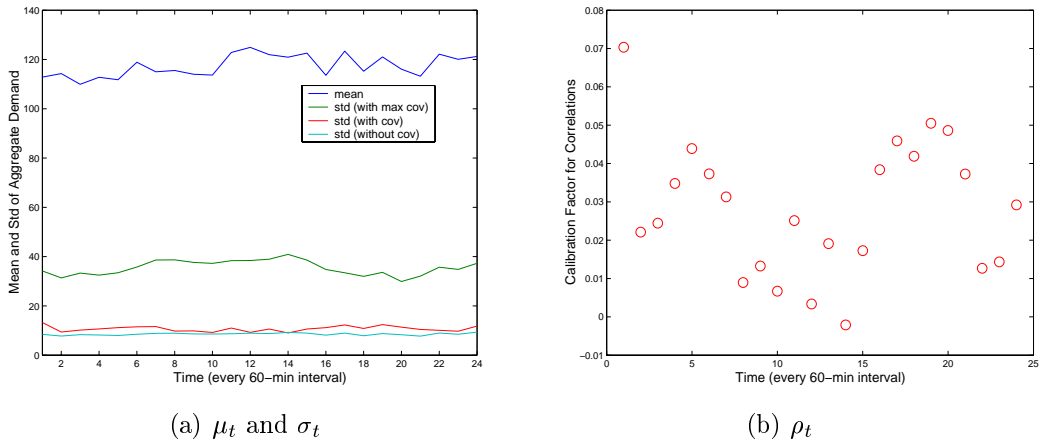 140
120
100
80
60
40
20
0
2 4 6 8 10 12 14 16 18 20 22 24
Mean and Std of Aggregate Demand
Time (every 60−min interval)
mean
std (with max cov)
std (with cov)
std (without cov)
(a) μt and σt
0.08
0.07
0.06
0.05
0.04
0.03
0.02
0.01
0
−0.01
0 5 10 15 20 25
Calibration Factor for Correlations
Time (every 60−min interval)
(b) ρt